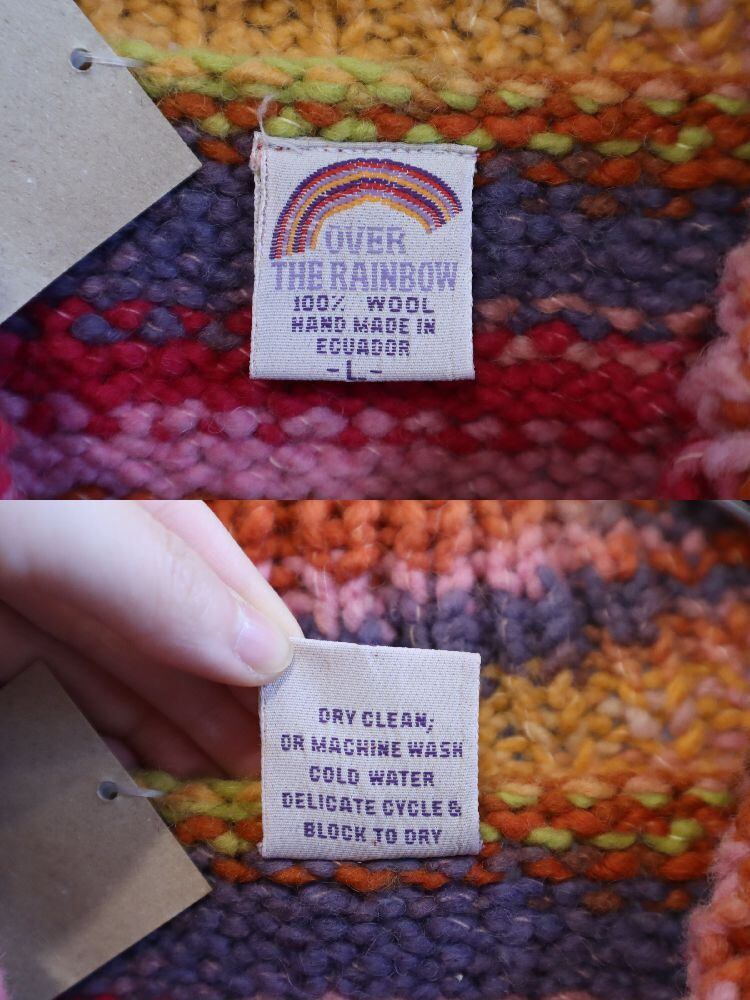 OVER
THE RAINBOW
100% WOOL
HAND MADE IN
ECUADOR
-L-
DRY CLEAN;
OR MACHINE WASH
COLD WATER
DELICATE CYCLE &
BLOCK TO DRY